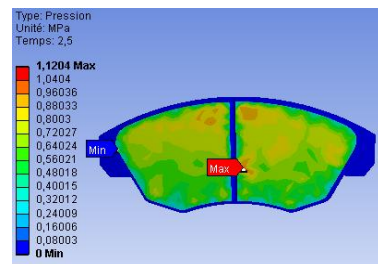 Type: Pression
Unité: MPa
Temps: 2,5
1,1204 Max
1,0404
0,96036
0,88033
0,8003
0,72027
0,64024
0,56021
0,48018
0,40015
0,32012
0,24009
0,16006
0,08003
0 Min
Min
Max